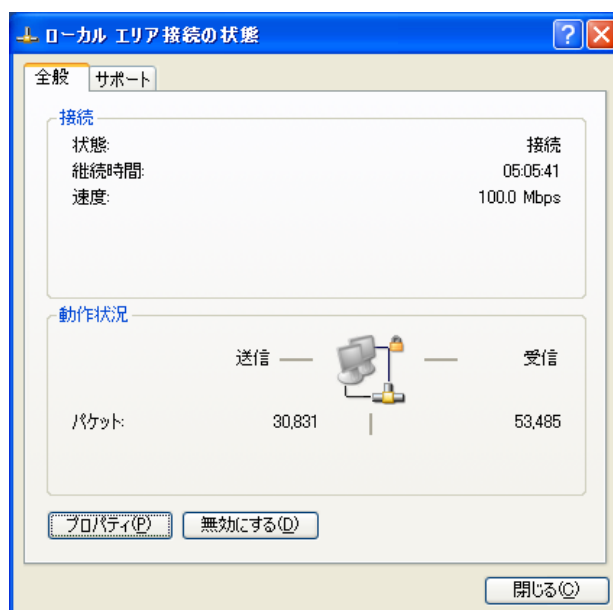 ローカル エリア接続の状態
全般 サポート
接続
状態: 接続
継続時間: 05:05:41
速度: 100.0 Mbps
動作状況
送信 受信
パケット: 30,831 53,485
プロパティ(P) 無効にする(D)
閉じる(C)